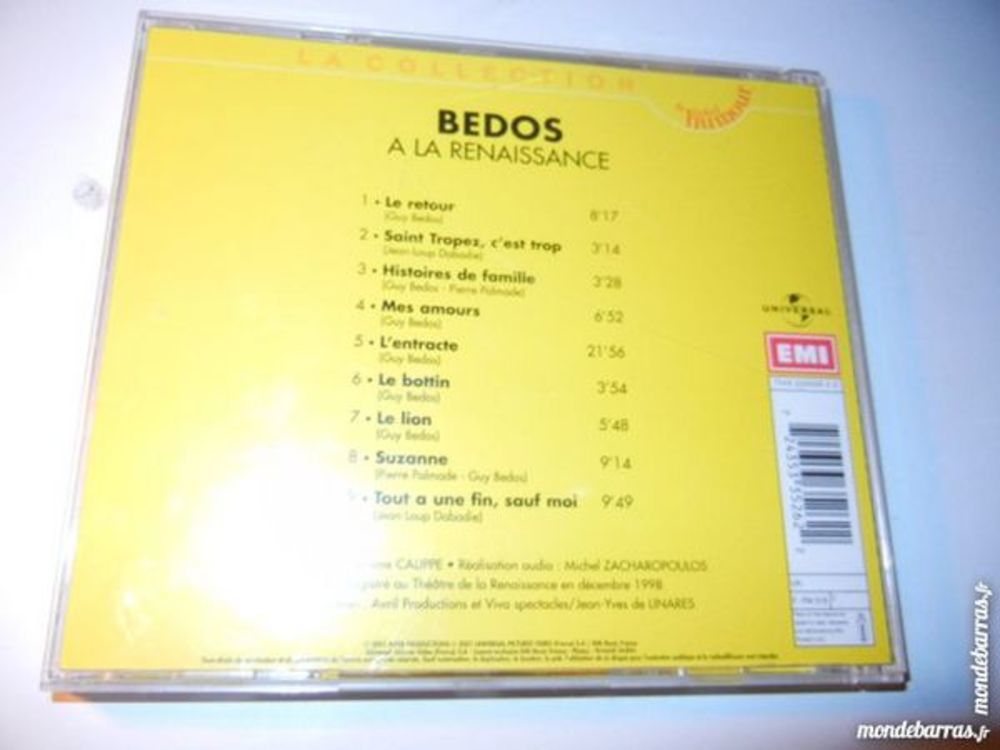 LA COLLECTION
BEDOS
A LA RENAISSANCE
1 • Le retour 8'17
(Guy Bedos)
2 • Saint Tropez, c'est trop 3'14
(Jean-Loup Dabadie)
3 • Histoires de famille 3'28
(Guy Bedos - Pierre Palmade)
4 • Mes amours 6'52
(Guy Bedos)
5 • L'entracte 21'56
(Guy Bedos)
6 • Le bottin 3'54
(Guy Bedos)
7 • Le lion 5'48
(Guy Bedos)
8 • Suzanne 9'14
(Pierre Palmade - Guy Bedos)
9 • Tout a une fin, sauf moi 9'49
(Jean-Loup Dabadie)
UNIVERSAL
EMI
• Réalisation audio : Michel ZACHAROPOULOS
au Théâtre de la Renaissance en décembre 1998
Avril Productions et Viva spectacles/Jean-Yves de LINARES
mondebarras.fr
mondebarras.fr